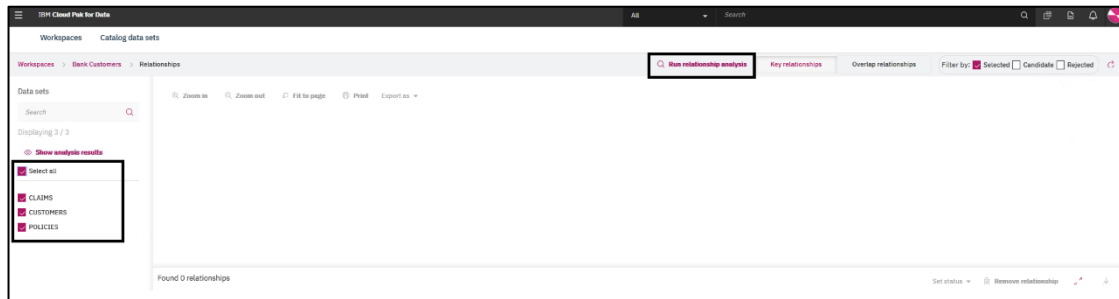 IBM Cloud Pak for Data All Search
Workspaces Catalog data sets
Workspaces > Bank Customers > Relationships Run relationship analysis Key relationships Overlap relationships Filter by: Selected Candidate Rejected
Data sets
Zoom in Zoom out Fit to page Print Export as
Search
Displaying 3 / 3
Show analysis results
Select all
CLAIMS
CUSTOMERS
POLICIES
Found 0 relationships Set status Remove relationship